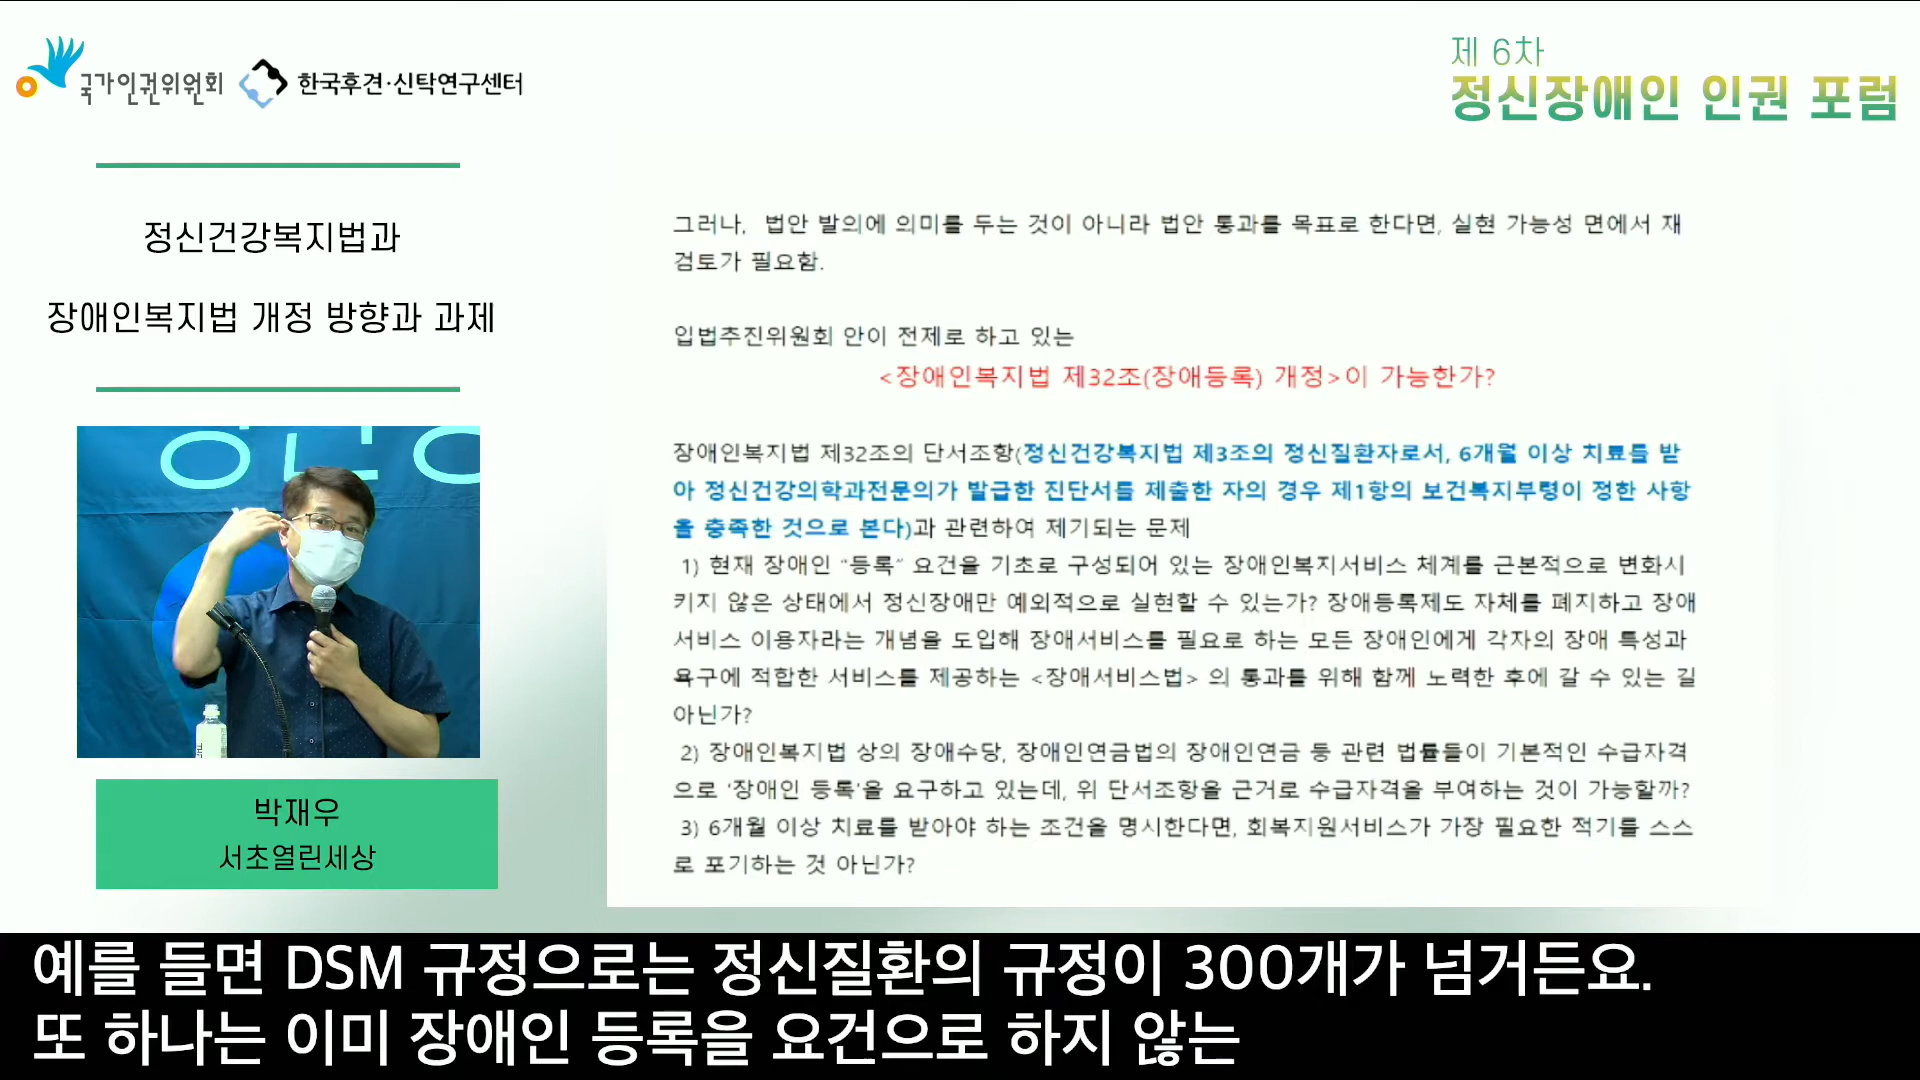 국가인권위원회 한국후견·신탁연구센터
제 6차
정신장애인 인권 포럼
정신건강복지법과
장애인복지법 개정 방향과 과제
박재우
서초열린세상
그러나, 법안 발의에 의미를 두는 것이 아니라 법안 통과를 목표로 한다면, 실현 가능성 면에서 재
검토가 필요함.
입법추진위원회 안이 전제로 하고 있는
<장애인복지법 제32조(장애등록) 개정>이 가능한가?
장애인복지법 제32조의 단서조항(정신건강복지법 제3조의 정신질환자로서, 6개월 이상 치료를 받
아 정신건강의학과전문의가 발급한 진단서를 제출한 자의 경우 제1항의 보건복지부령이 정한 사항
을 충족한 것으로 본다)과 관련하여 제기되는 문제
1) 현재 장애인 "등록" 요건을 기초로 구성되어 있는 장애인복지서비스 체계를 근본적으로 변화시
키지 않은 상태에서 정신장애만 예외적으로 실현할 수 있는가? 장애등록제도 자체를 폐지하고 장애
서비스 이용자라는 개념을 도입해 장애서비스를 필요로 하는 모든 장애인에게 각자의 장애 특성과
욕구에 적합한 서비스를 제공하는 <장애서비스법> 의 통과를 위해 함께 노력한 후에 갈 수 있는 길
아닌가?
2) 장애인복지법 상의 장애수당, 장애인연금법의 장애인연금 등 관련 법률들이 기본적인 수급자격
으로 '장애인 등록'을 요구하고 있는데, 위 단서조항을 근거로 수급자격을 부여하는 것이 가능할까?
3) 6개월 이상 치료를 받아야 하는 조건을 명시한다면, 회복지원서비스가 가장 필요한 적기를 스스
로 포기하는 것 아닌가?
예를 들면 DSM 규정으로는 정신질환의 규정이 300개가 넘거든요.
또 하나는 이미 장애인 등록을 요건으로 하지 않는